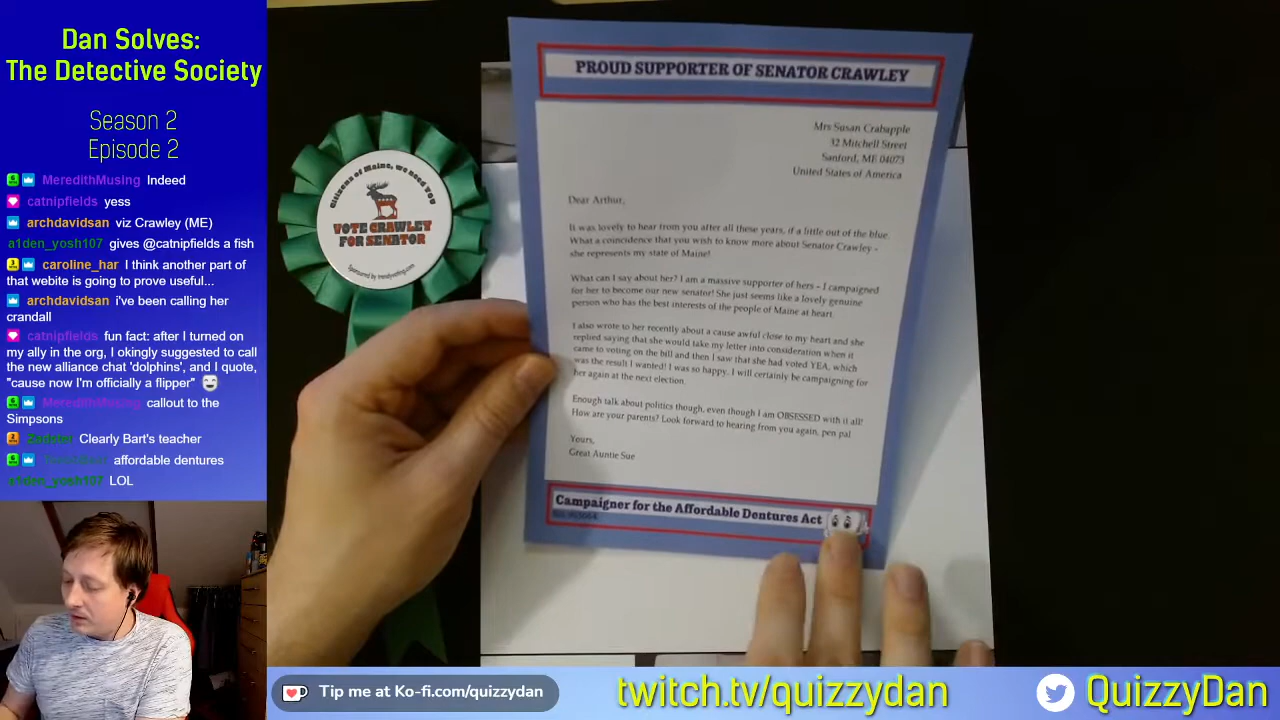 Dan Solves:
The Detective Society
Season 2
Episode 2
MeredithMusing Indeed
catnipfields yess
archdavidsan viz Crawley (ME)
a1den_yosh107 gives @catnipfields a fish
caroline_har I think another part of
that webite is going to prove useful...
archdavidsan i've been calling her
crandall
catnipfields fun fact: after I turned on
my ally in the org, I okingly suggested to call
the new alliance chat 'dolphins', and I quote,
"cause now I'm officially a flipper"
MeredithMusing callout to the
Simpsons
Clearly Bart's teacher
affordable dentures
a1den_yosh107 LOL
Citizens of Maine, we need YOU
VOTE CRAWLEY
FOR SENATOR
Sponsored by
PROUD SUPPORTER OF SENATOR CRAWLEY
Mrs Susan Crabapple
32 Mitchell Street
Sanford, ME 04073
United States of America
Dear Arthur,
It was lovely to hear from you after all these years, if a little out of the blue.
What a coincidence that you wish to know more about Senator Crawley -
she represents my state of Maine!
What can I say about her? I am a massive supporter of hers - I campaigned
for her to become our new senator! She just seems like a lovely genuine
person who has the best interests of the people of Maine at heart.
I also wrote to her recently about a cause awful close to my heart and she
replied saying that she would take my letter into consideration when it
came to voting on the bill and then I saw that she had voted YEA, which
was the result I wanted! I was so happy. I will certainly be campaigning for
her again at the next election.
Enough talk about politics though, even though I am OBSESSED with it all!
How are your parents? Look forward to hearing from you again, pen pal
Yours,
Great Auntie Sue
Campaigner for the Affordable Dentures Act
Tip me at Ko-fi.com/quizzydan
twitch.tv/quizzydan
QuizzyDan